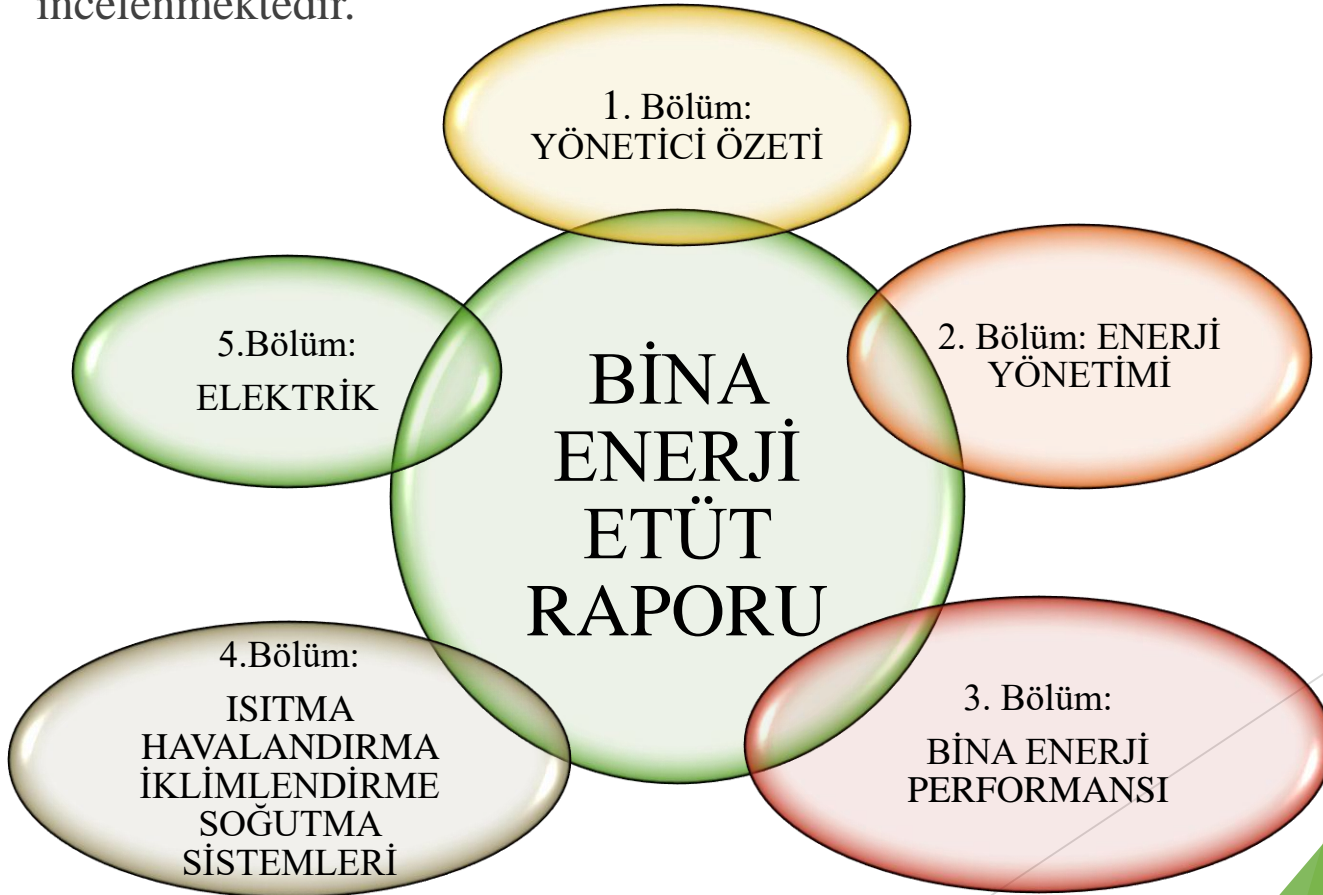 incelenmektedir.
1. Bölüm:
YÖNETİCİ ÖZETİ
2. Bölüm: ENERJİ
YÖNETİMİ
3. Bölüm:
BİNA ENERJİ
PERFORMANSI
4.Bölüm:
ISITMA
HAVALANDIRMA
İKLİMLENDİRME
SOĞUTMA
SİSTEMLERİ
5.Bölüm:
ELEKTRİK
BİNA
ENERJİ
ETÜT
RAPORU